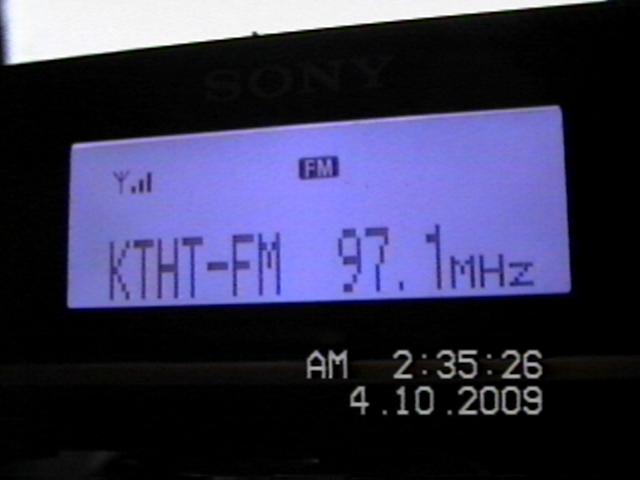 SONY
FM
KTHT-FM 97.1MHz
AM 2:35:26
4.10.2009